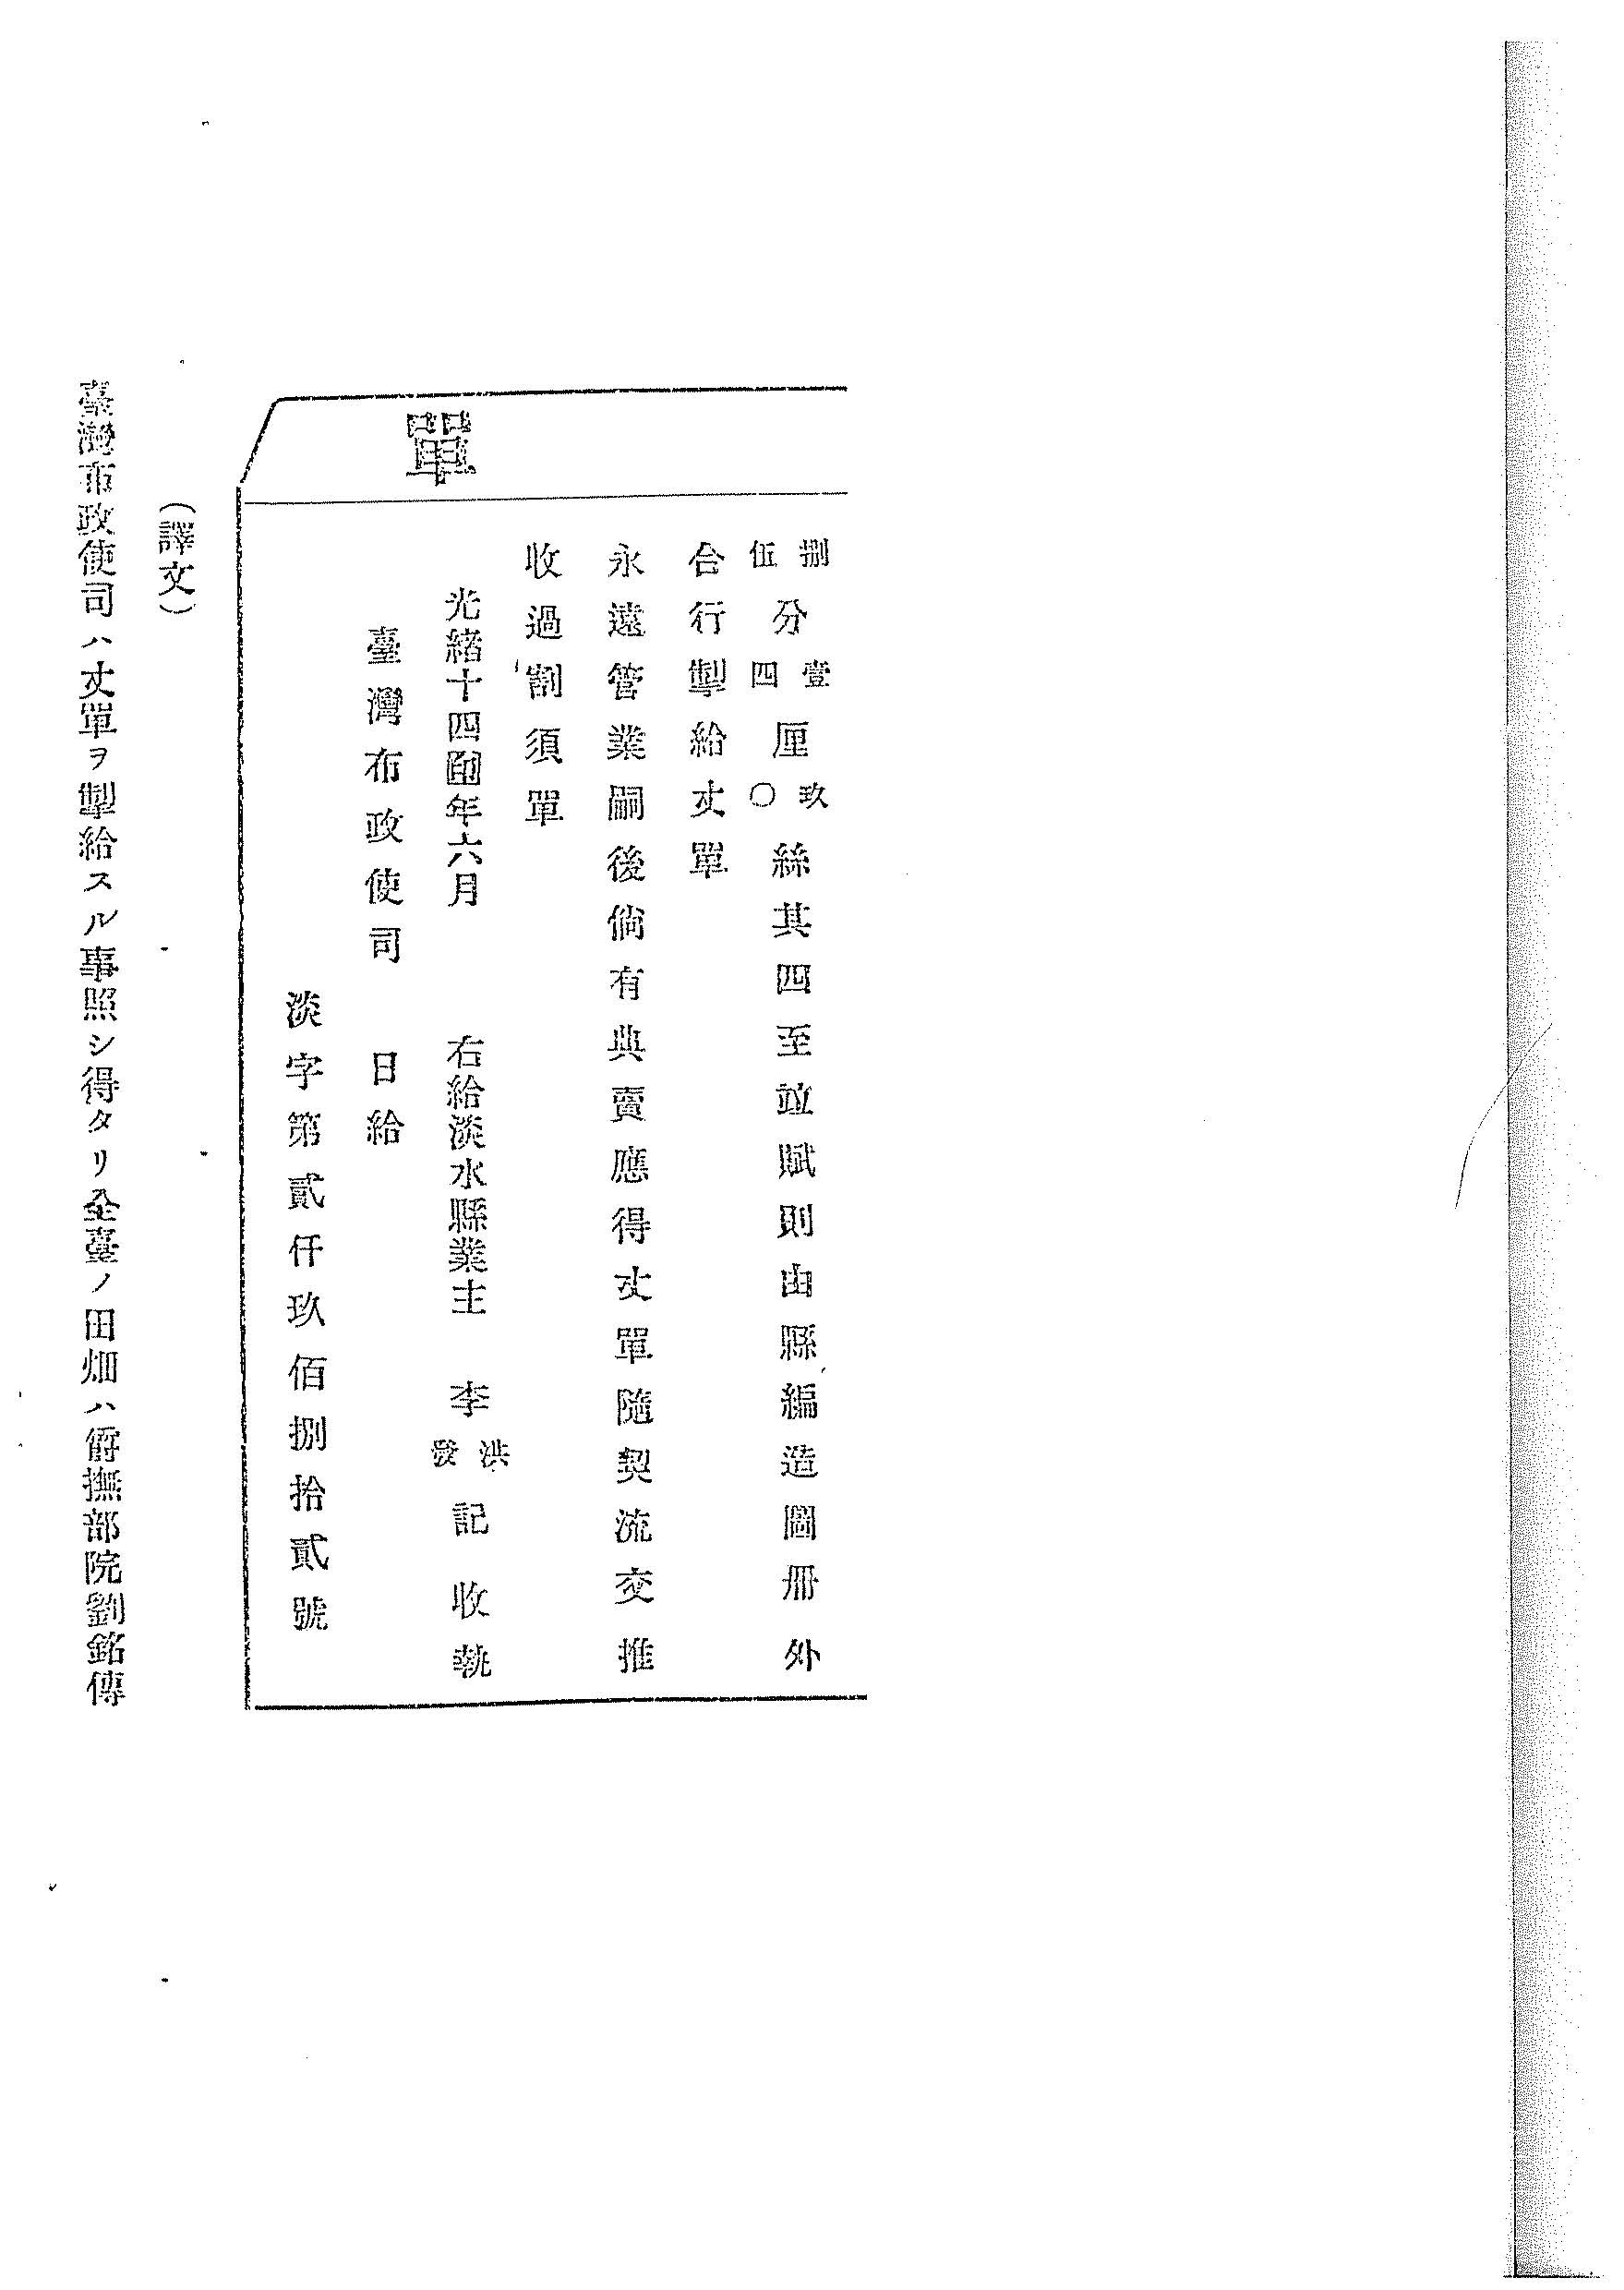 單
捌伍分壹四厘玖〇絲其四至竝賦則由縣編造圖冊外
合行掣給丈單
永遠管業嗣後倘有典賣應得丈單隨契流交推
收過割須單
光緖十四年六月　右給淡水縣業主　李洪發記收執
臺灣布政使司　日給
淡字第貳仟玖佰捌拾貳號
（譯文）
臺灣布政使司ハ丈單ヲ掣給スル事照シ得タリ全臺ノ田畑ハ爵撫部院劉銘傳